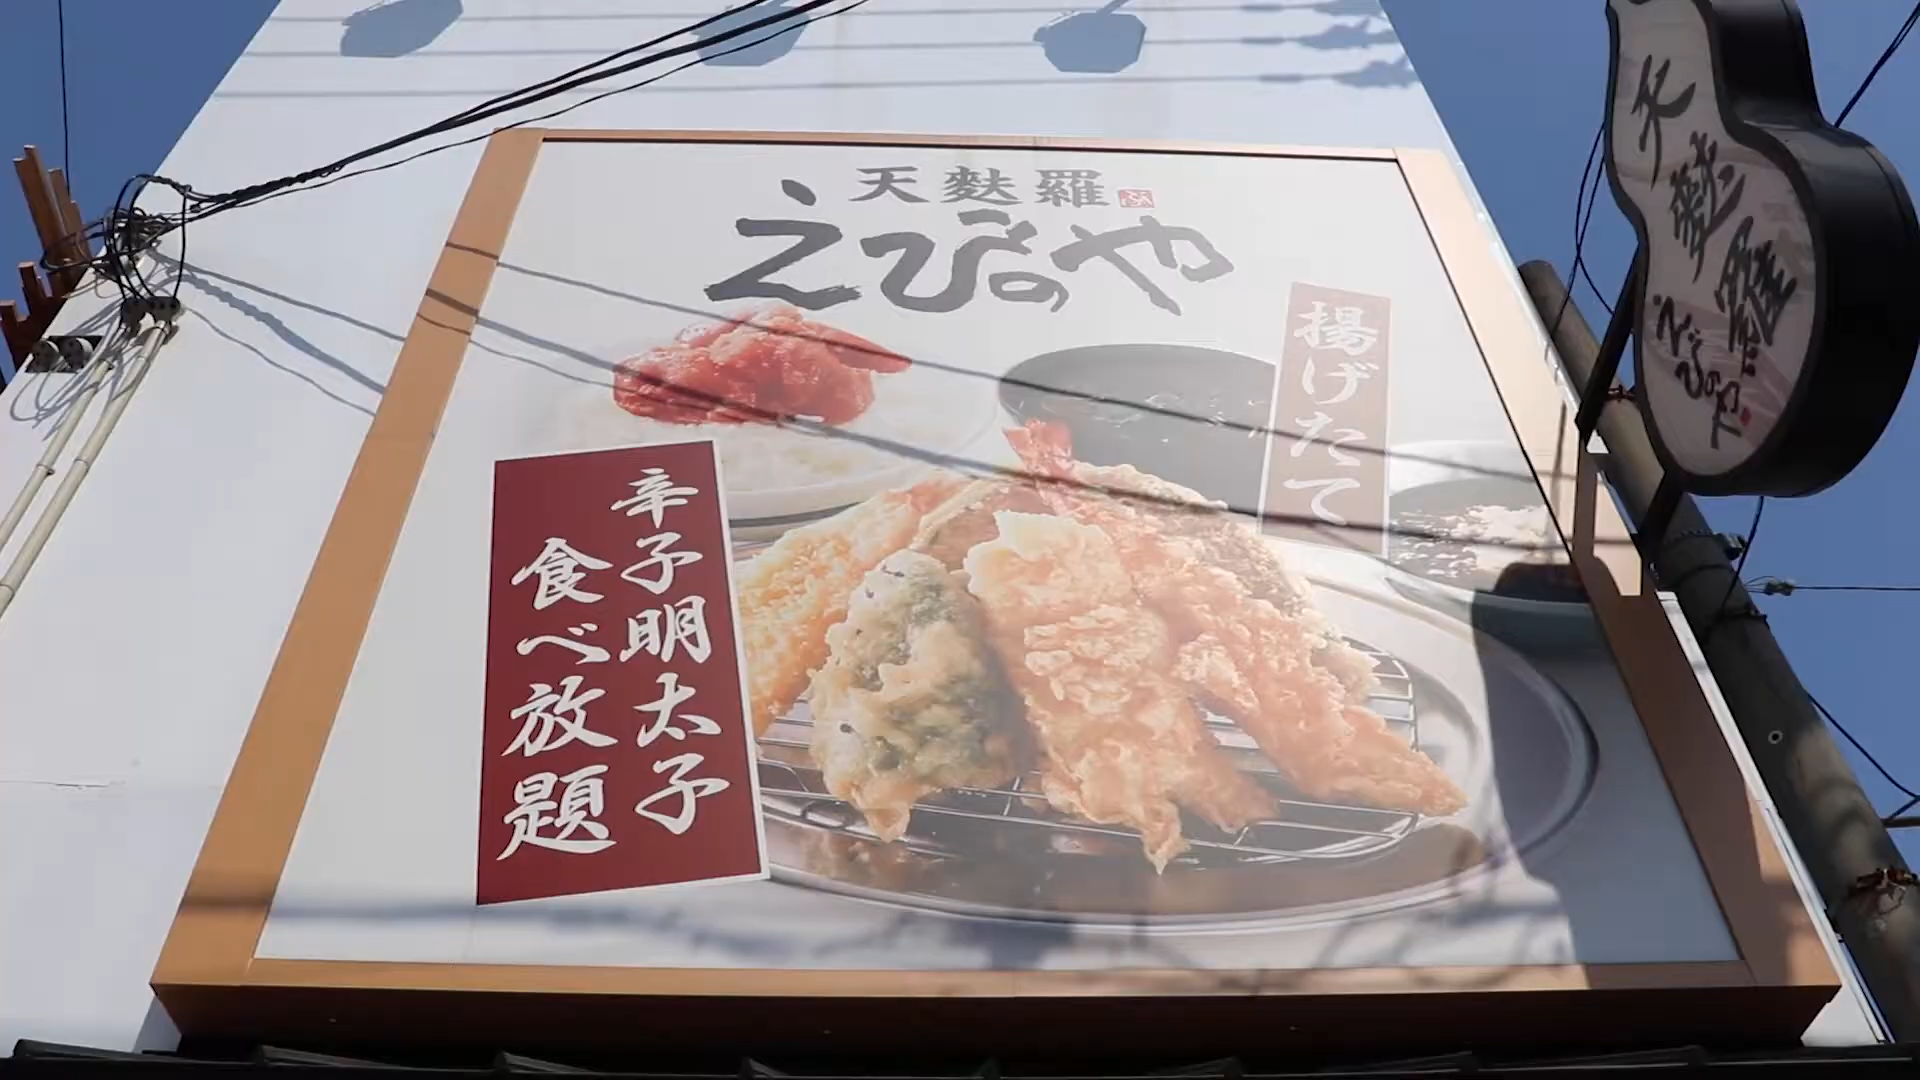 天麩羅
えびのや
揚げたて
辛子明太子
食べ放題
天麩羅
えびのや